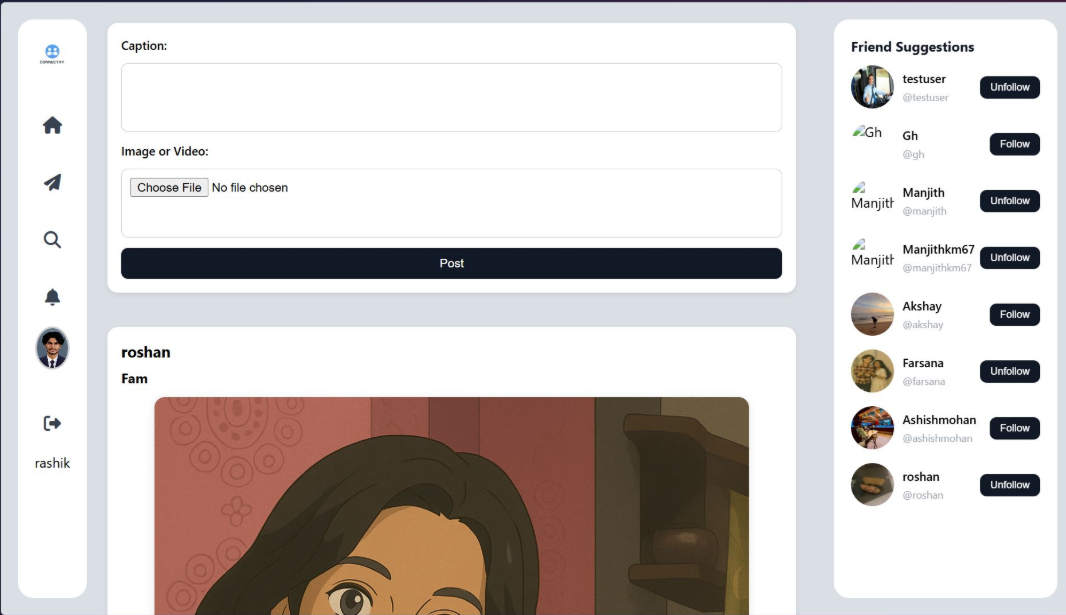 CONNECTIFY
rashik
Caption:
Image or Video:
Choose File No file chosen
Post
roshan
Fam
Friend Suggestions
testuser
@testuser
Unfollow
Gh
Gh
@gh
Follow
Manjith
Manjith
@manjith
Unfollow
Manjith
Manjithkm67
@manjithkm67
Unfollow
Akshay
@akshay
Follow
Farsana
@farsana
Unfollow
Ashishmohan
@ashishmohan
Follow
roshan
@roshan
Unfollow